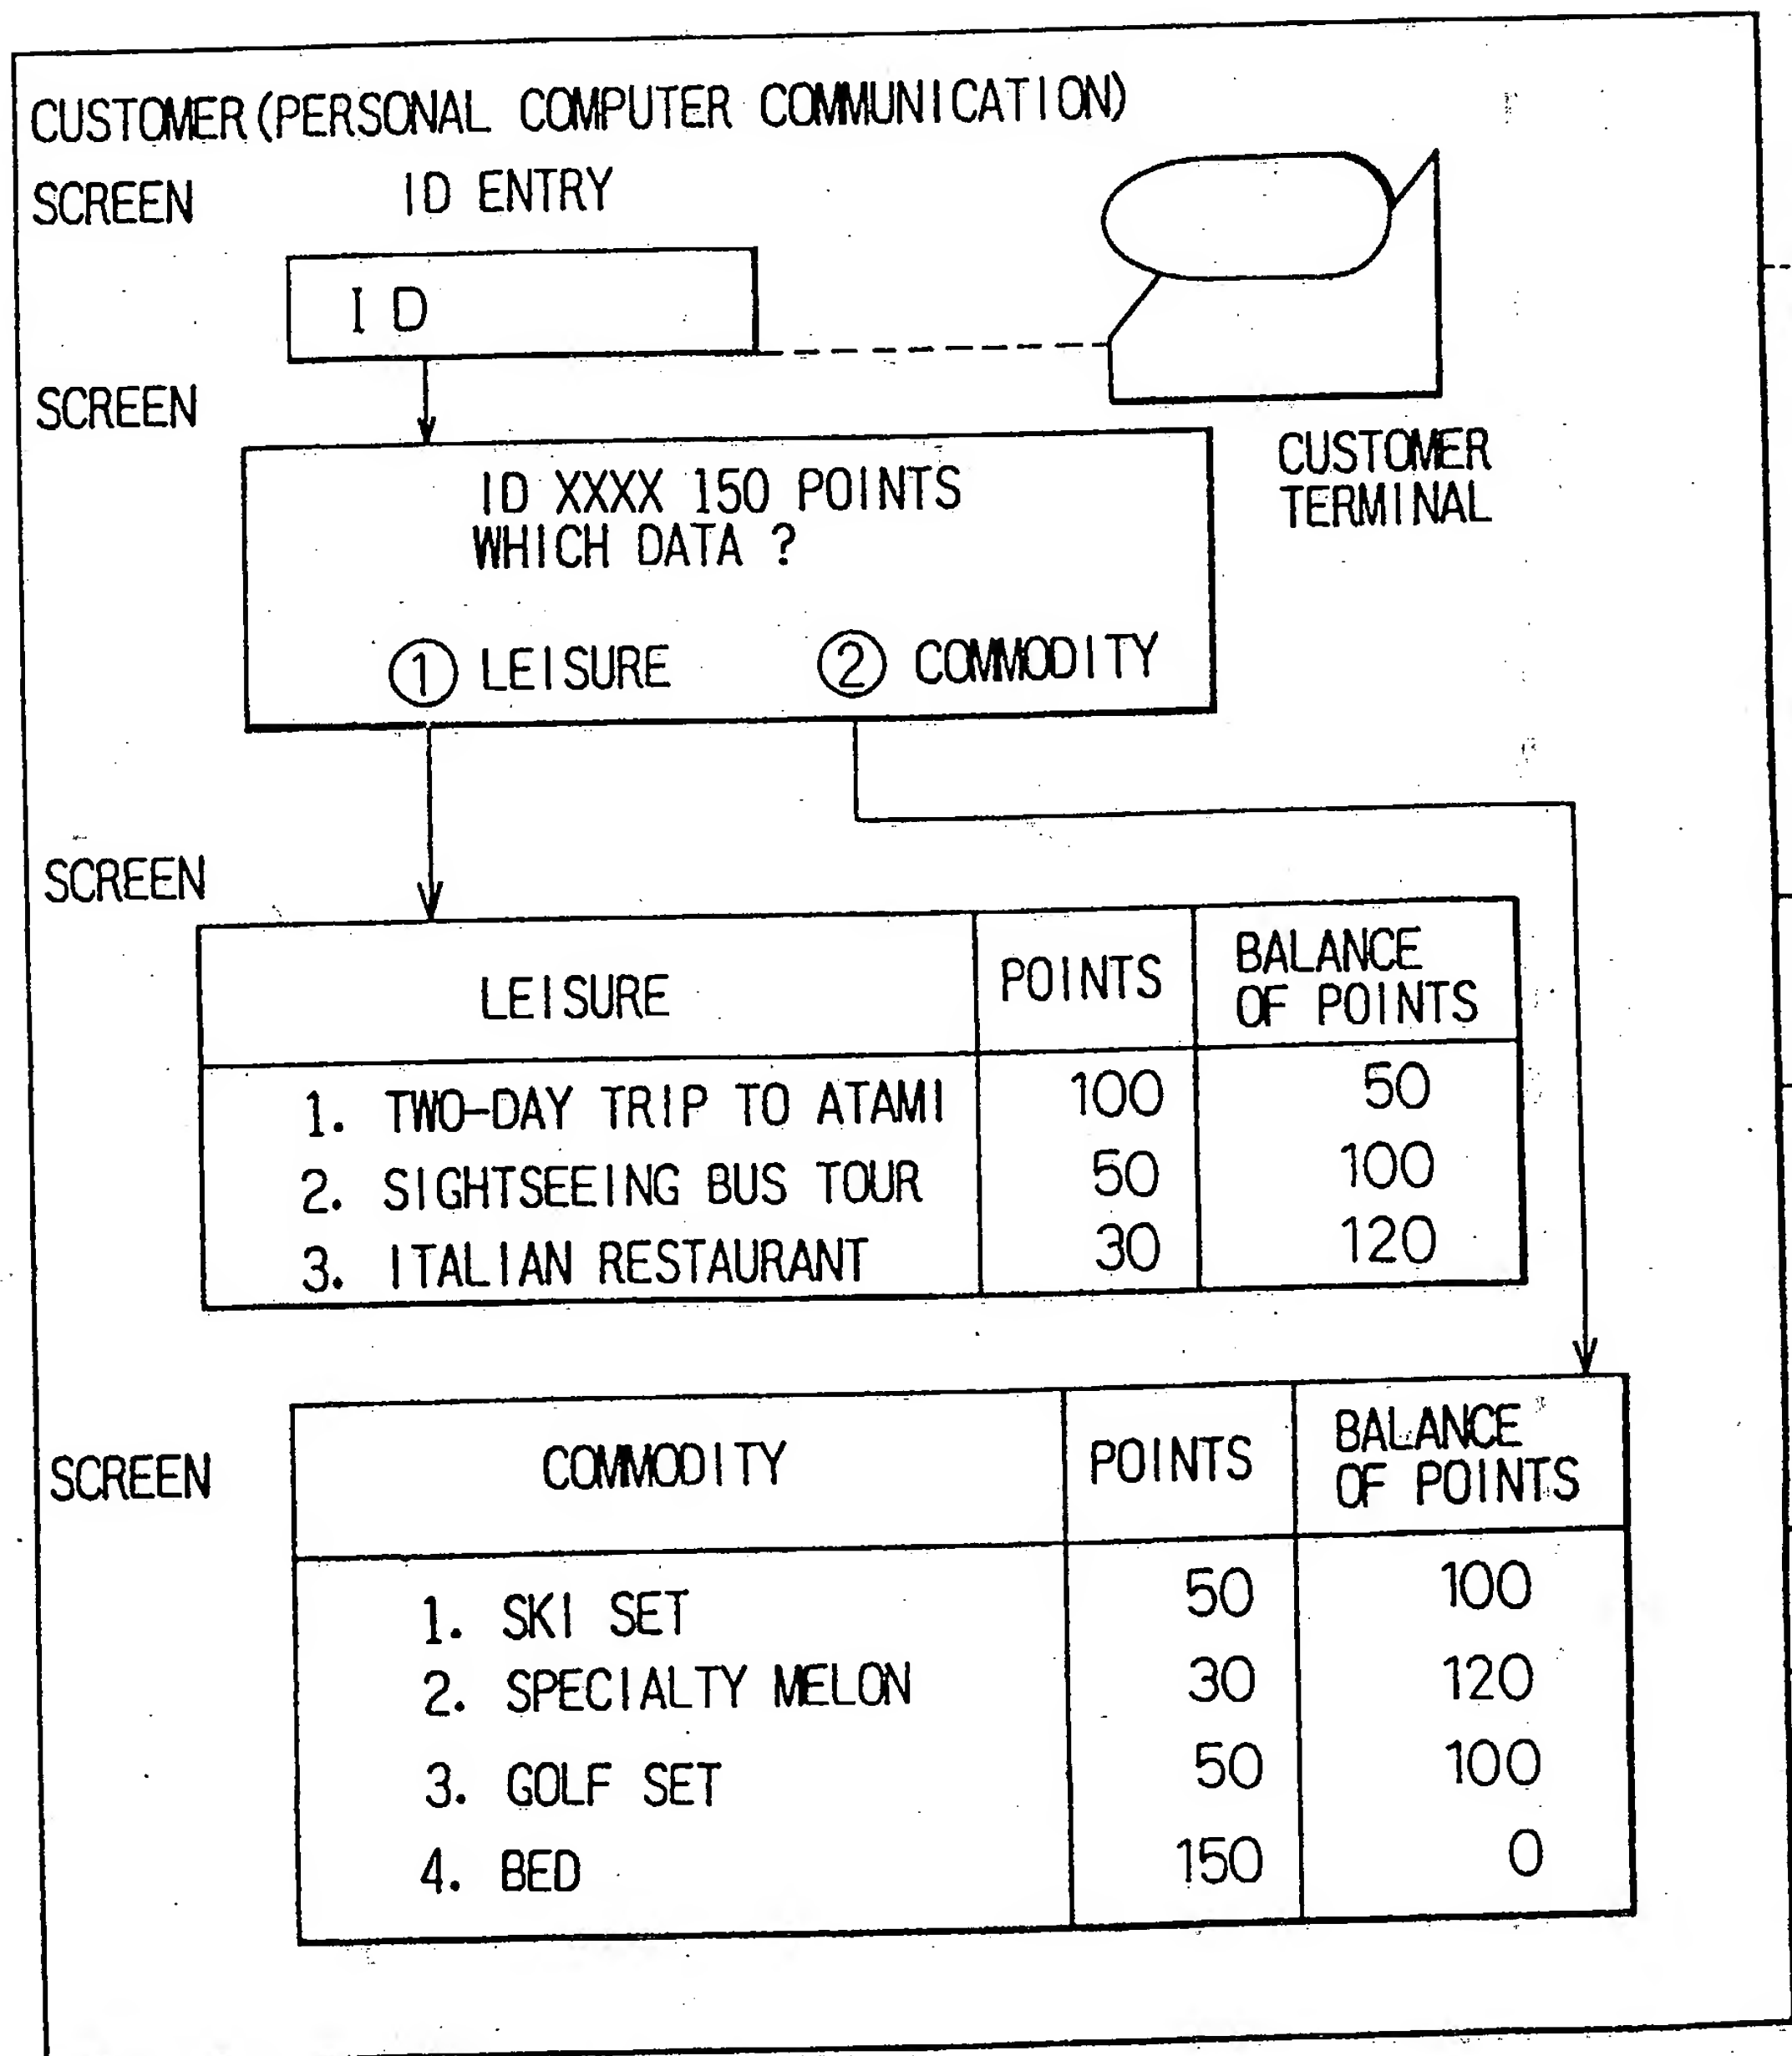 CUSTOMER (PERSONAL COMPUTER COMMUNICATION)
SCREEN ID ENTRY
ID
SCREEN
CUSTOMER
TERMINAL
ID XXXX 150 POINTS
WHICH DATA ?
① LEISURE ② COMMODITY
SCREEN
LEISURE POINTS BALANCE OF POINTS
1. TWO-DAY TRIP TO ATAMI 100 50
2. SIGHTSEEING BUS TOUR 50 100
3. ITALIAN RESTAURANT 30 120
SCREEN
COMMODITY POINTS BALANCE OF POINTS
1. SKI SET 50 100
2. SPECIALTY MELON 30 120
3. GOLF SET 50 100
4. BED 150 0